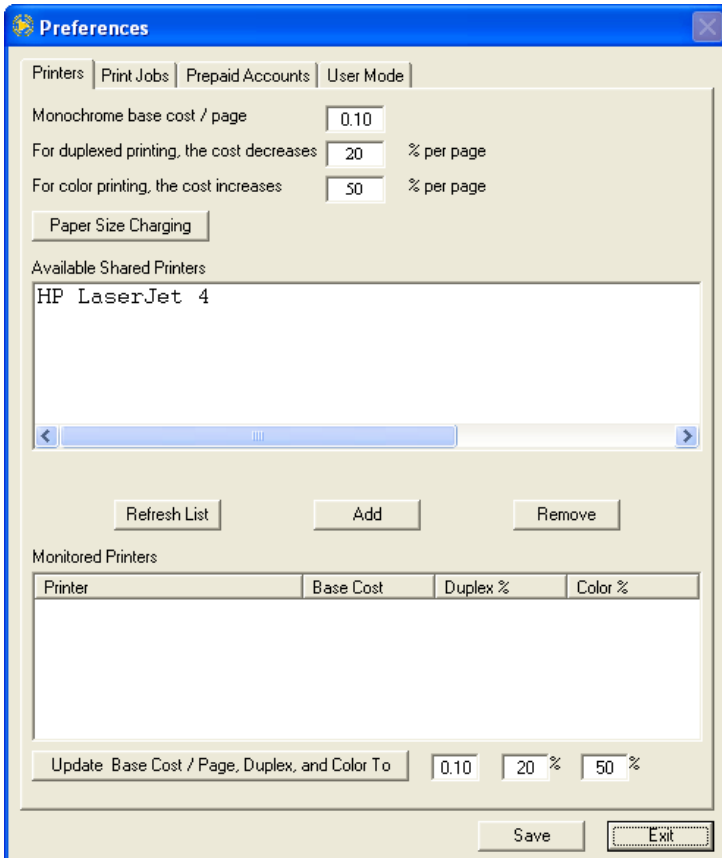 Preferences
Printers Print Jobs Prepaid Accounts User Mode
Monochrome base cost / page 0.10
For duplexed printing, the cost decreases 20 % per page
For color printing, the cost increases 50 % per page
Paper Size Charging
Available Shared Printers
HP LaserJet 4
Refresh List Add Remove
Monitored Printers
Printer Base Cost Duplex % Color %
Update Base Cost / Page, Duplex, and Color To 0.10 20 % 50 %
Save Exit